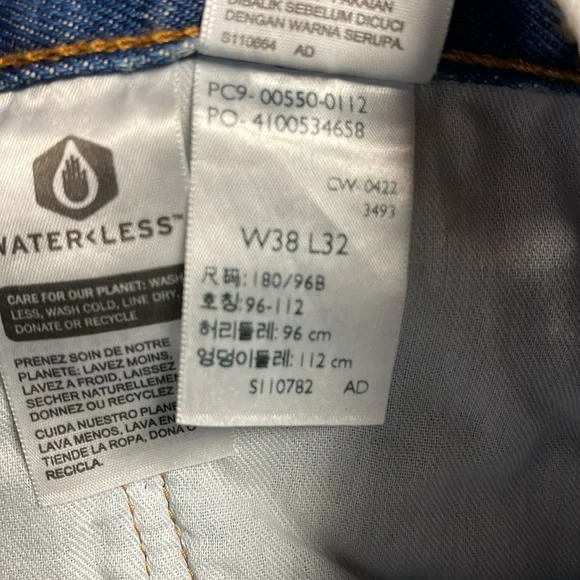 DIBALIK SEBELUM DICUCI
DENGAN WARNA SERUPA.
S110664 AD
PC9- 00550-0112
PO- 4100534658
CW- 0422
3493
W38 L32
尺码:180/96B
호칭:96-112
허리둘레: 96 cm
엉덩이둘레: 112 cm
S110782 AD
WATER<LESS™
CARE FOR OUR PLANET: WASH
LESS, WASH COLD, LINE DRY,
DONATE OR RECYCLE
PRENEZ SOIN DE NOTRE
PLANÈTE: LAVEZ MOINS,
LAVEZ A FROID, LAISSEZ
SÉCHER NATURELLEMEN
DONNEZ OU RECYCLEZ
CUIDA NUESTRO PLANE
LAVA MENOS, LAVA EN
TIENDE LA ROPA, DONA O
RECICLA.